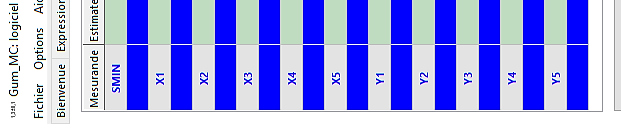 Gum_MC: logiciel
Fichier Options Aid
Bienvenue Expression
Mesurande Estimate
SMIN
X1
X2
X3
X4
X5
Y1
Y2
Y3
Y4
Y5